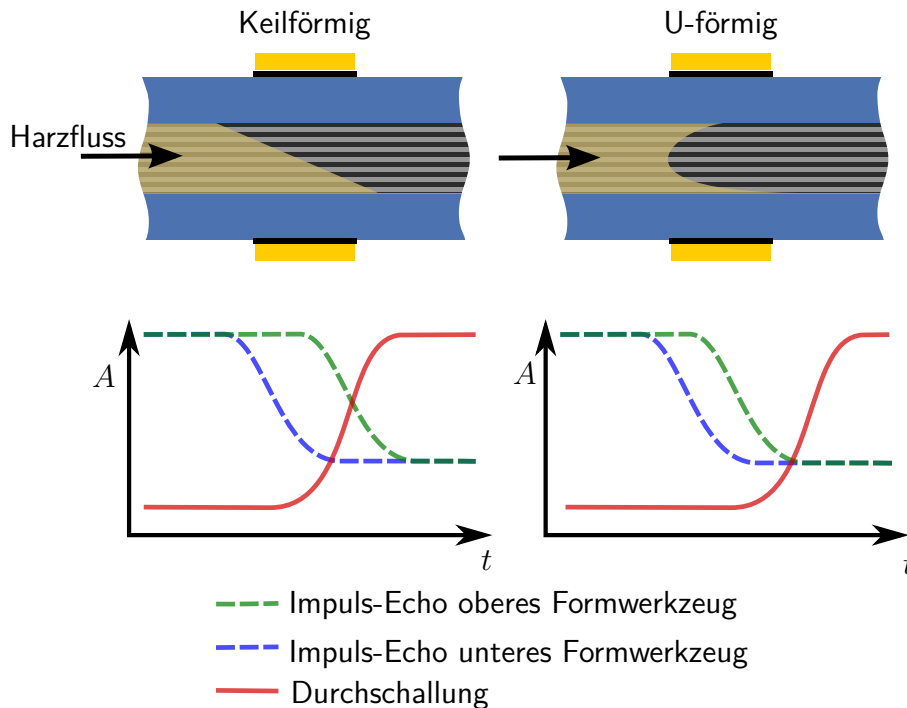 Keilförmig
U-förmig
Harzfluss
A
t
A
t
Impuls-Echo oberes Formwerkzeug
Impuls-Echo unteres Formwerkzeug
Durchschallung